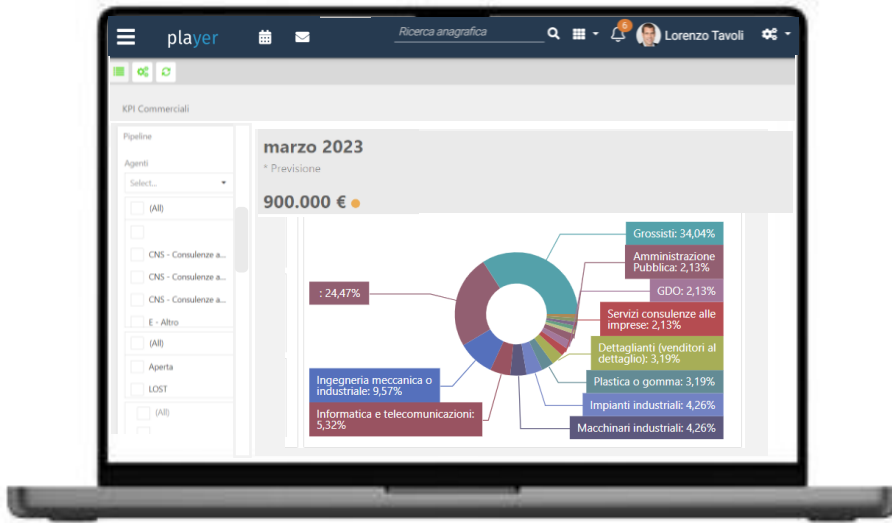 player
Ricerca anagrafica
6
Lorenzo Tavoli
KPI Commerciali
Pipeline
Agenti
Select...
(All)
CNS - Consulenze a...
CNS - Consulenze a...
CNS - Consulenze a...
E - Altro
(All)
Aperta
LOST
(All)
marzo 2023
* Previsione
900.000 €
Grossisti: 34,04%
Amministrazione
Pubblica: 2,13%
GDO: 2,13%
Servizi consulenze alle
imprese: 2,13%
Dettaglianti (venditori al
dettaglio): 3,19%
Plastica o gomma: 3,19%
Impianti industriali: 4,26%
Macchinari industriali: 4,26%
: 24,47%
Ingegneria meccanica o
industriale: 9,57%
Informatica e telecomunicazioni:
5,32%